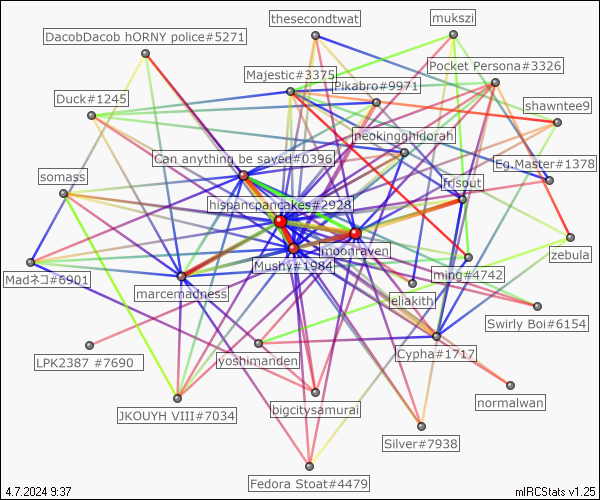 thesecondtwat
mukszi
DacobDacob hORNY police#5271
Pocket Persona#3326
Majestic#3375
Pikabro#9971
Duck#1245
shawntee9
neokingghidorah
Can anything be saved#0396
Eg.Master#1378
somass
frisout
hispancpancakes#2928
moonraven
zebula
Mushy#1984
ming#4742
Madネコ#6901
marcemadness
eliakith
Swirly Boi#6154
Cypha#1717
LPK2387 #7690
yoshimanden
normalwan
bigcitysamurai
JKOUYH VIII#7034
Silver#7938
Fedora Stoat#4479
4.7.2024 9:37
mIRCStats v1.25